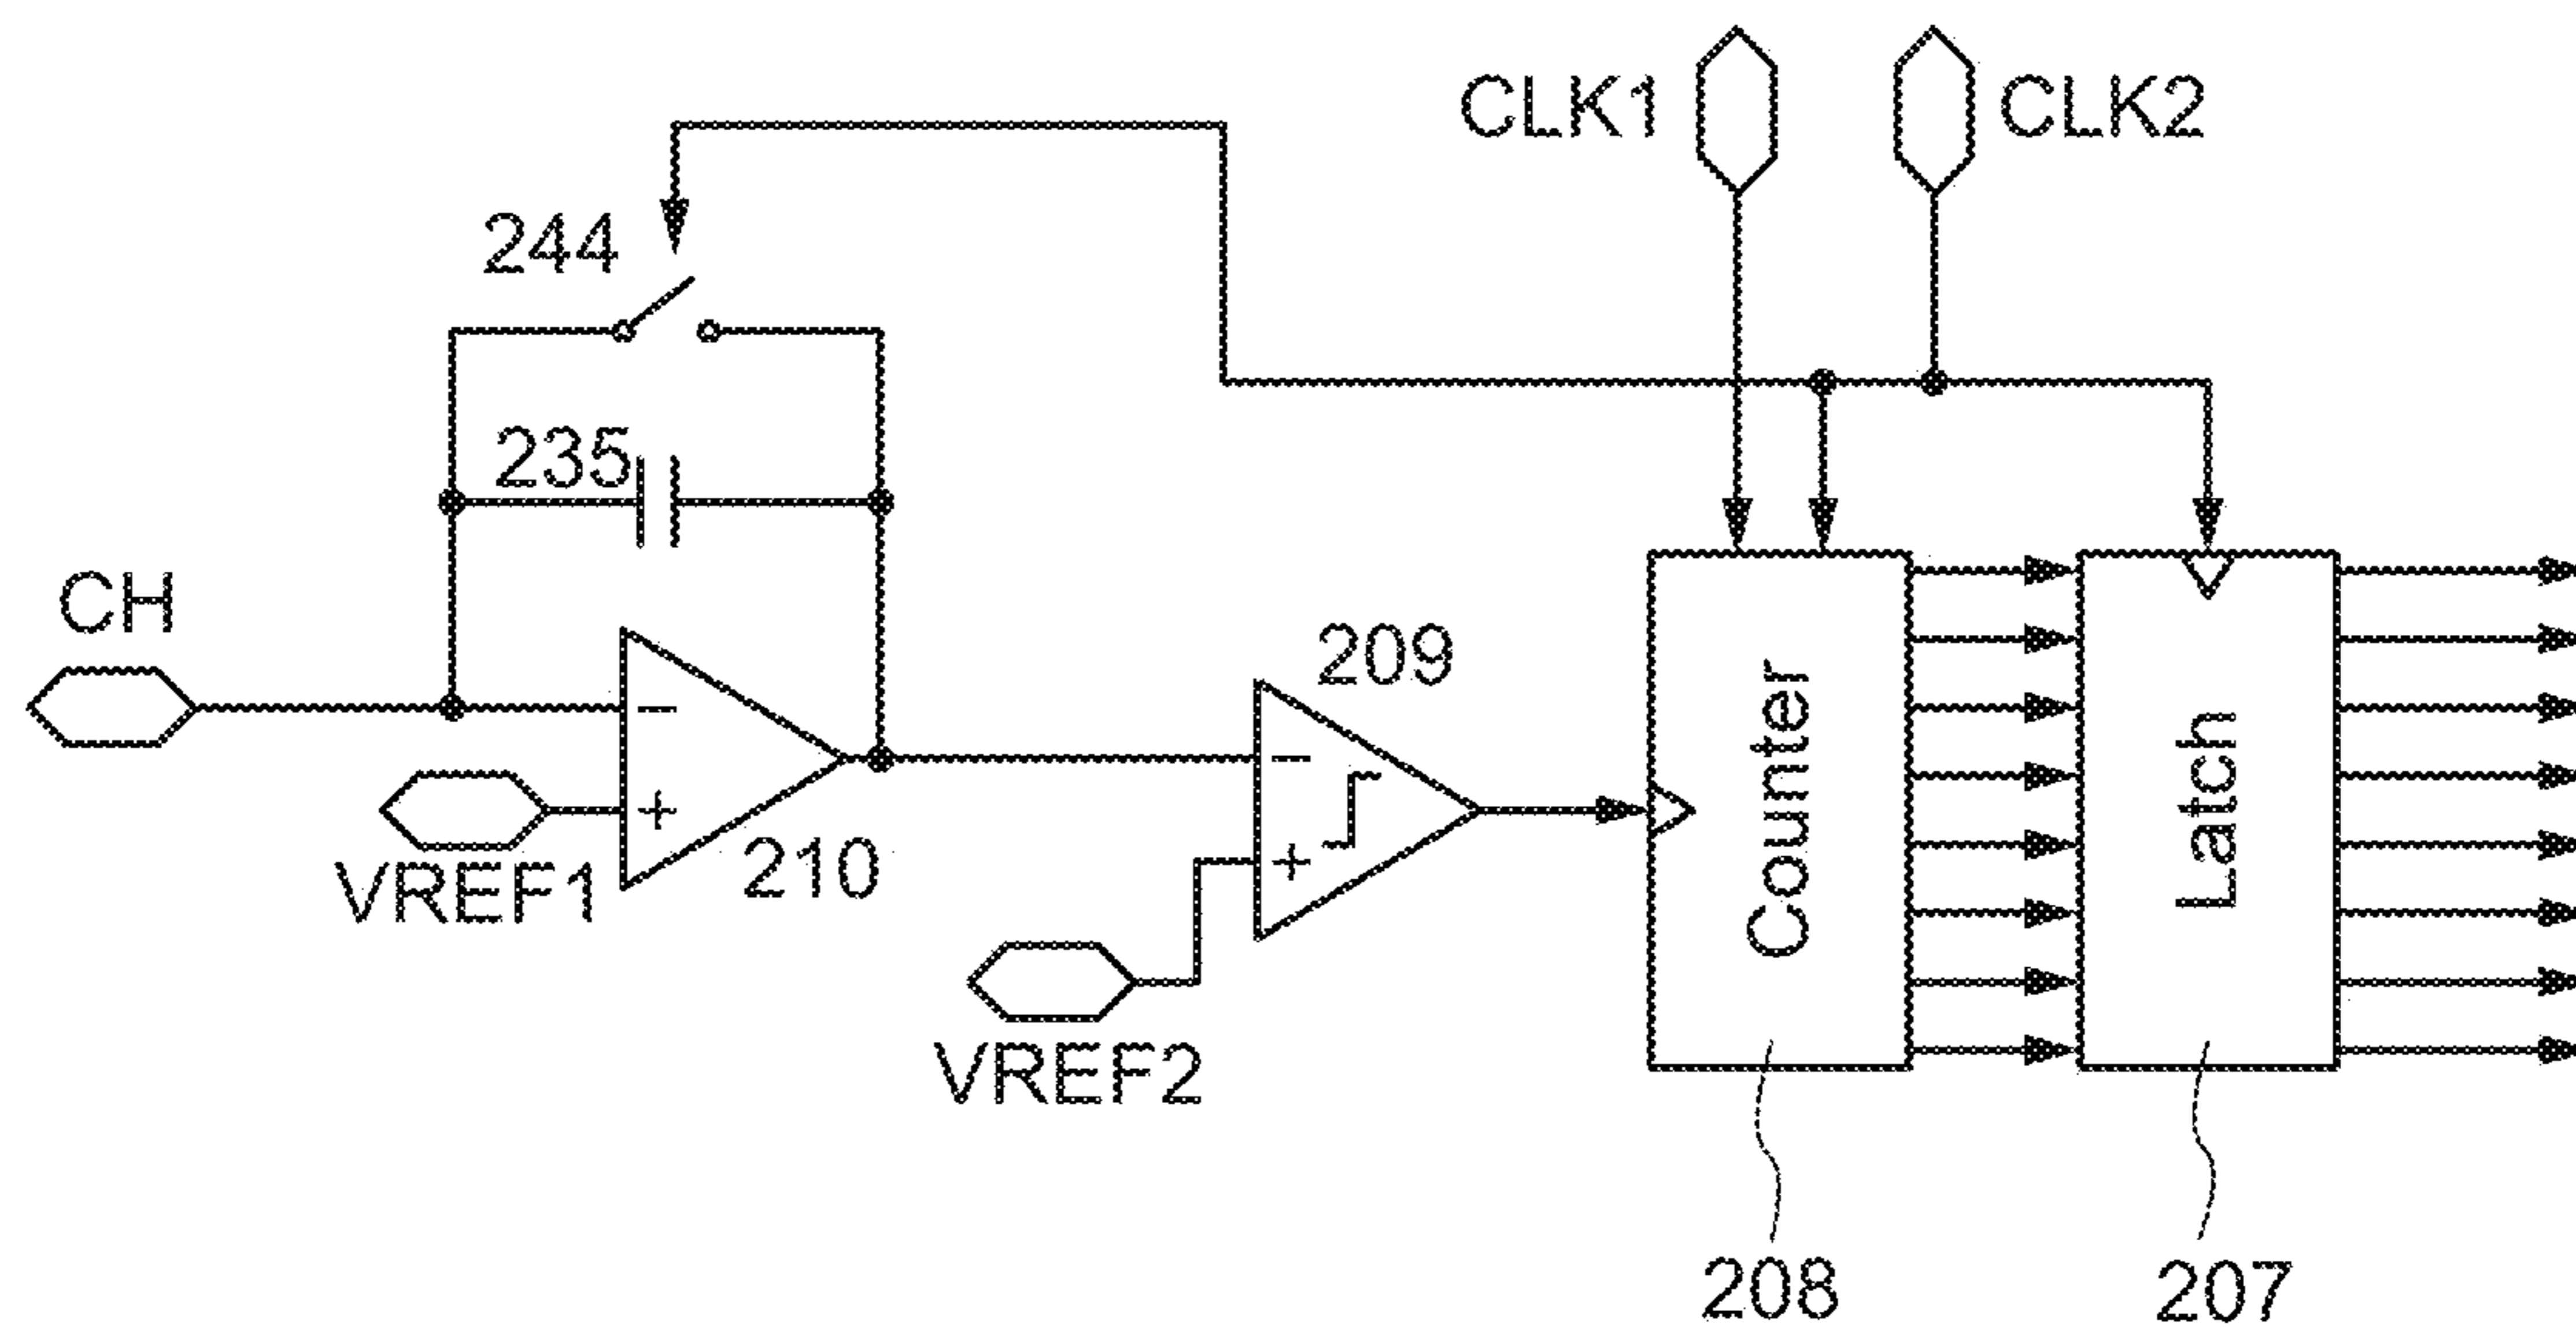 CLK1
CLK2
244
235
CH
209
VREF1
210
VREF2
Counter
Latch
208
207